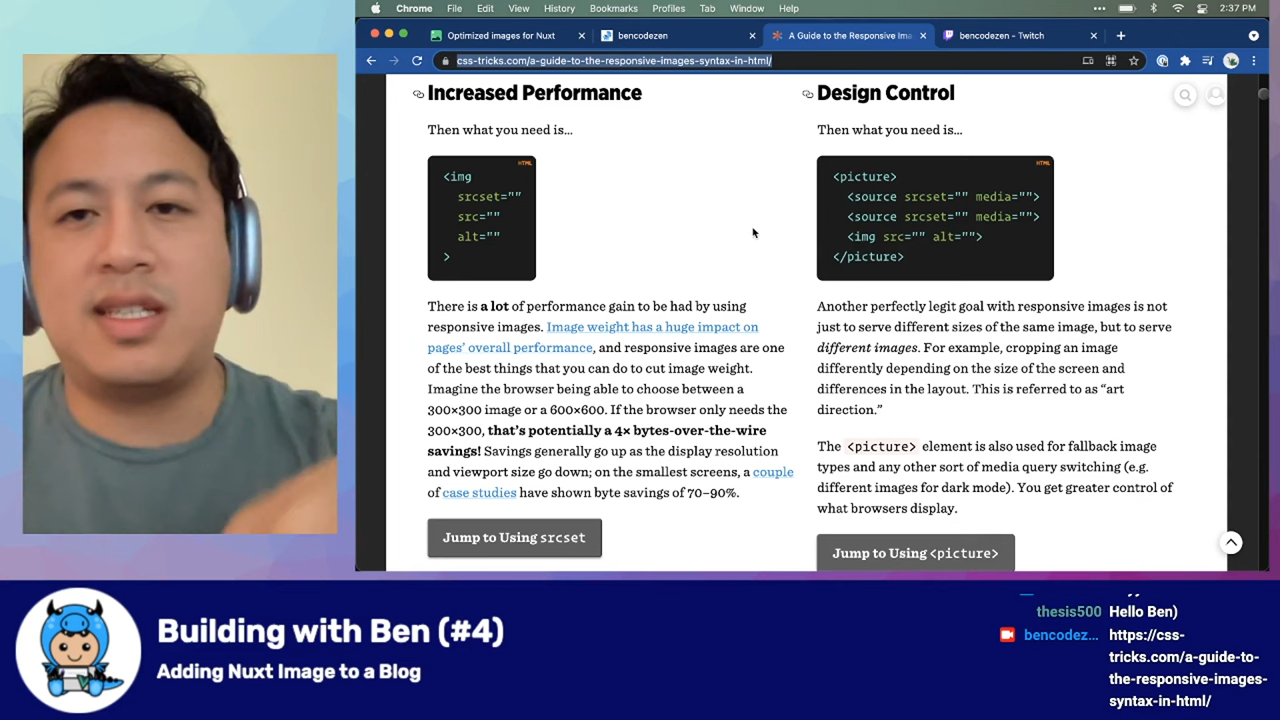 Chrome File Edit View History Bookmarks Profiles Tab Window Help 2:37 PM
Optimized images for Nuxt
bencodezen
A Guide to the Responsive Ima
bencodezen - Twitch
css-tricks.com/a-guide-to-the-responsive-images-syntax-in-html/
Increased Performance
Then what you need is...
HTML
<img
srcset=""
src=""
alt=""
>
There is a lot of performance gain to be had by using
responsive images. Image weight has a huge impact on
pages' overall performance, and responsive images are one
of the best things that you can do to cut image weight.
Imagine the browser being able to choose between a
300×300 image or a 600×600. If the browser only needs the
300×300, that's potentially a 4× bytes-over-the-wire
savings! Savings generally go up as the display resolution
and viewport size go down; on the smallest screens, a couple
of case studies have shown byte savings of 70–90%.
Jump to Using srcset
Design Control
Then what you need is...
HTML
<picture>
<source srcset="" media="">
<source srcset="" media="">
<img src="" alt="">
</picture>
Another perfectly legit goal with responsive images is not
just to serve different sizes of the same image, but to serve
different images. For example, cropping an image
differently depending on the size of the screen and
differences in the layout. This is referred to as “art
direction.”
The <picture> element is also used for fallback image
types and any other sort of media query switching (e.g.
different images for dark mode). You get greater control of
what browsers display.
Jump to Using <picture>
Building with Ben (#4)
Adding Nuxt Image to a Blog
thesis500 Hello Ben)
bencodez... https://css-
tricks.com/a-guide-to-
the-responsive-images-
syntax-in-html/